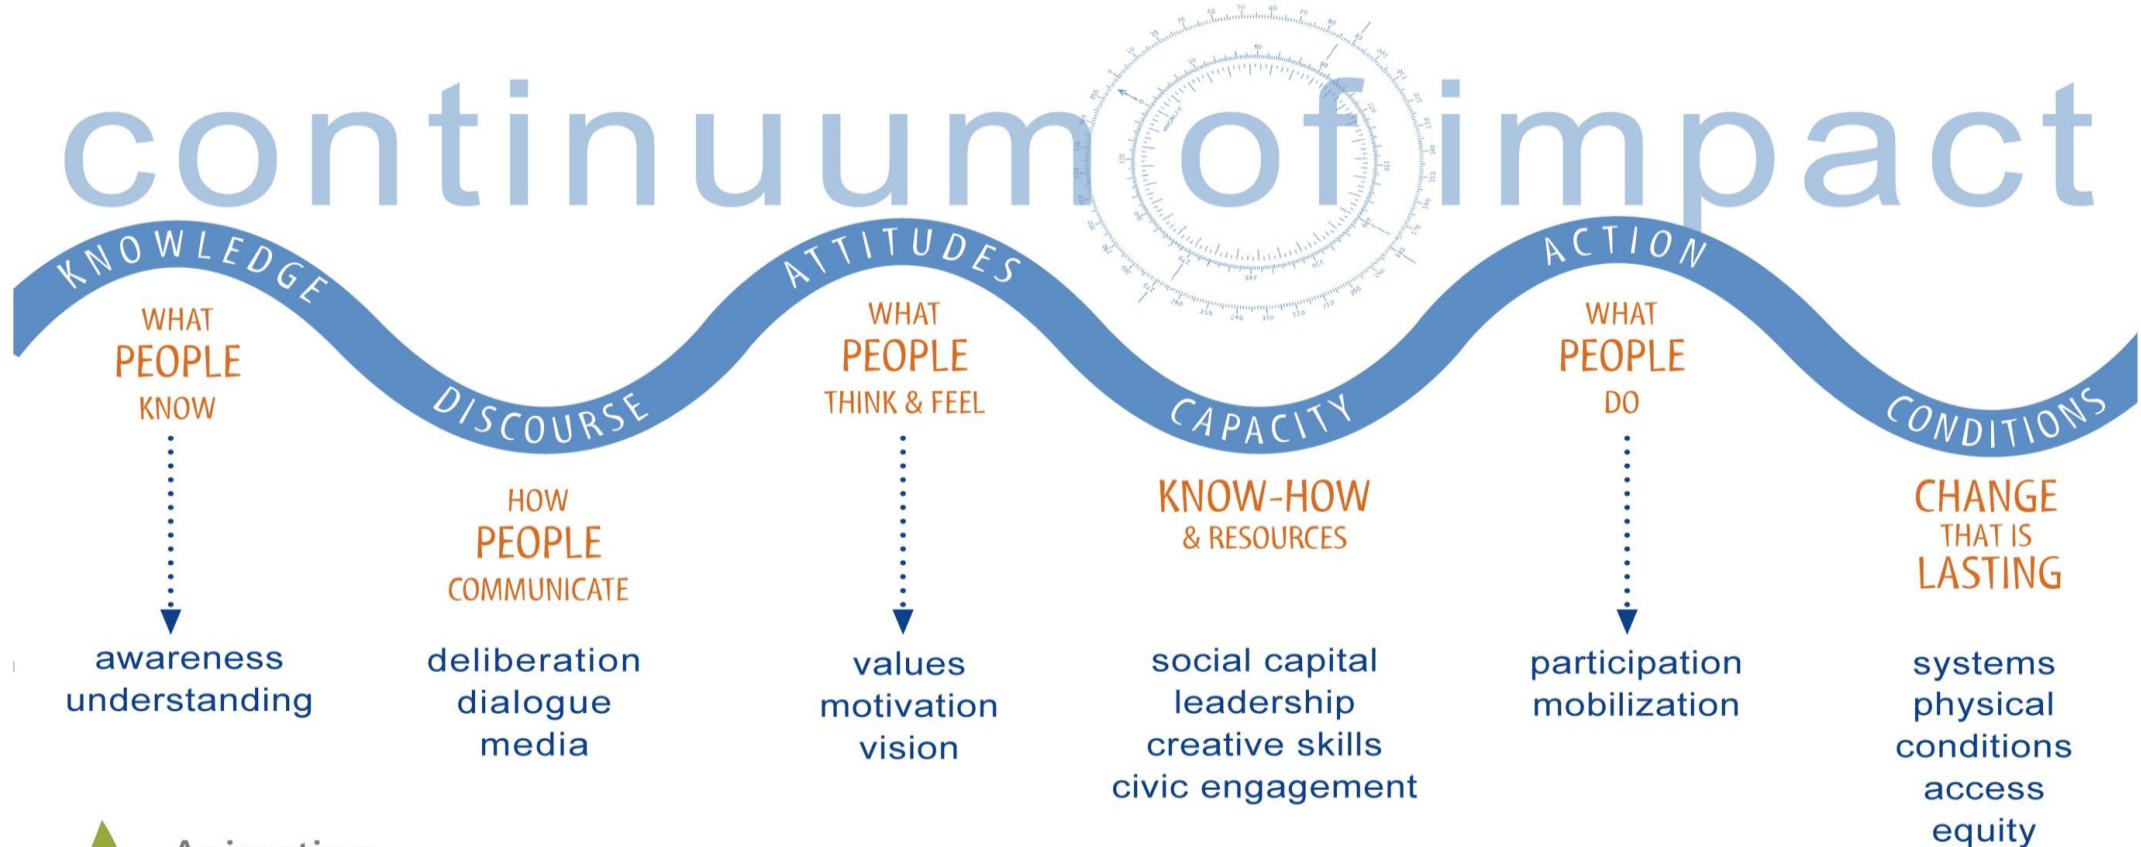 continuum of impact
KNOWLEDGE
WHAT
PEOPLE
KNOW
awareness
understanding
DISCOURSE
HOW
PEOPLE
COMMUNICATE
deliberation
dialogue
media
ATTITUDES
WHAT
PEOPLE
THINK & FEEL
values
motivation
vision
CAPACITY
KNOW-HOW
& RESOURCES
social capital
leadership
creative skills
civic engagement
ACTION
WHAT
PEOPLE
DO
participation
mobilization
CONDITIONS
CHANGE
THAT IS
LASTING
systems
physical
conditions
access
equity